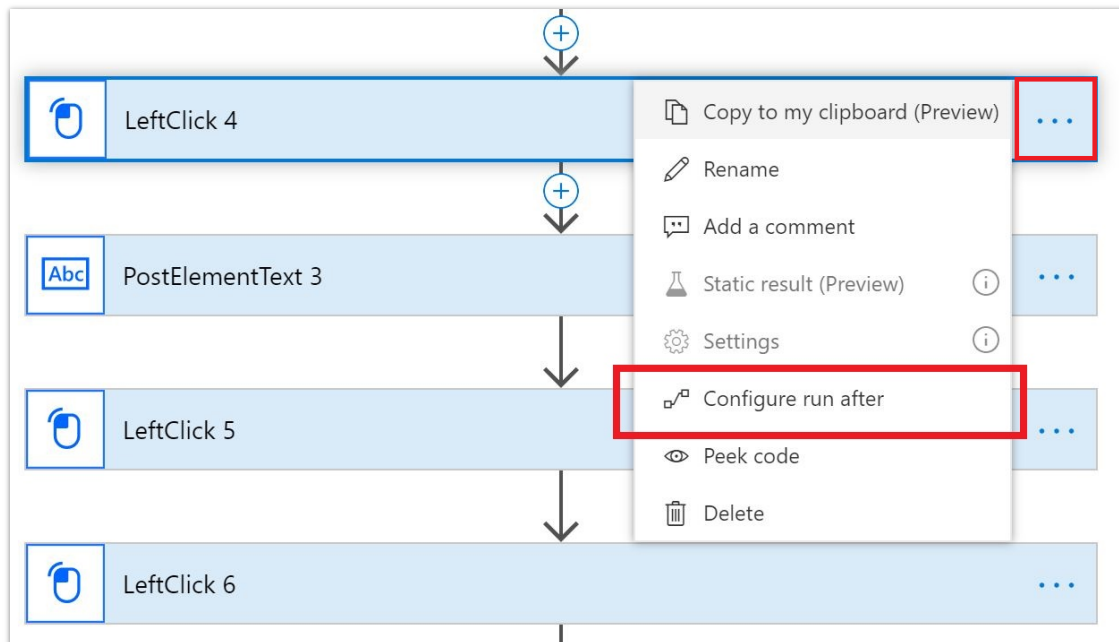 LeftClick 4
Copy to my clipboard (Preview)
Rename
Add a comment
Abc
PostElementText 3
Static result (Preview)
Settings
Configure run after
LeftClick 5
Peek code
Delete
LeftClick 6